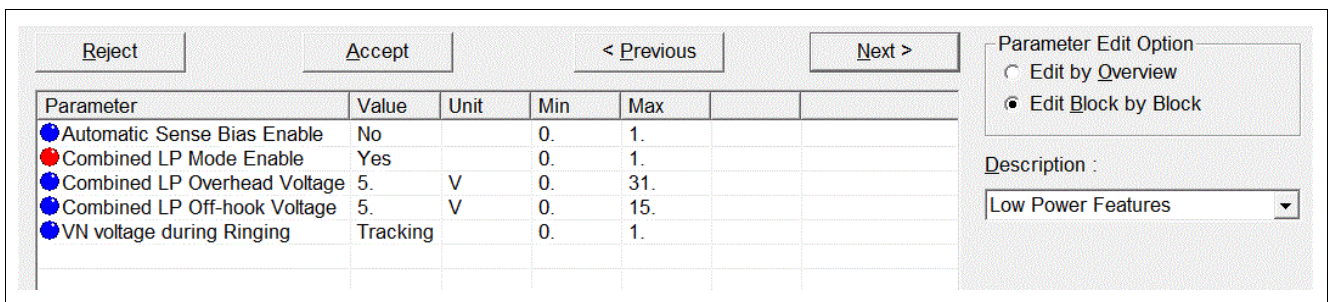 Reject Accept < Previous Next >
Parameter Edit Option
Edit by Overview
Edit Block by Block
Parameter Value Unit Min Max
Automatic Sense Bias Enable No 0. 1.
Combined LP Mode Enable Yes 0. 1.
Combined LP Overhead Voltage 5. V 0. 31.
Combined LP Off-hook Voltage 5. V 0. 15.
VN voltage during Ringing Tracking 0. 1.
Description :
Low Power Features